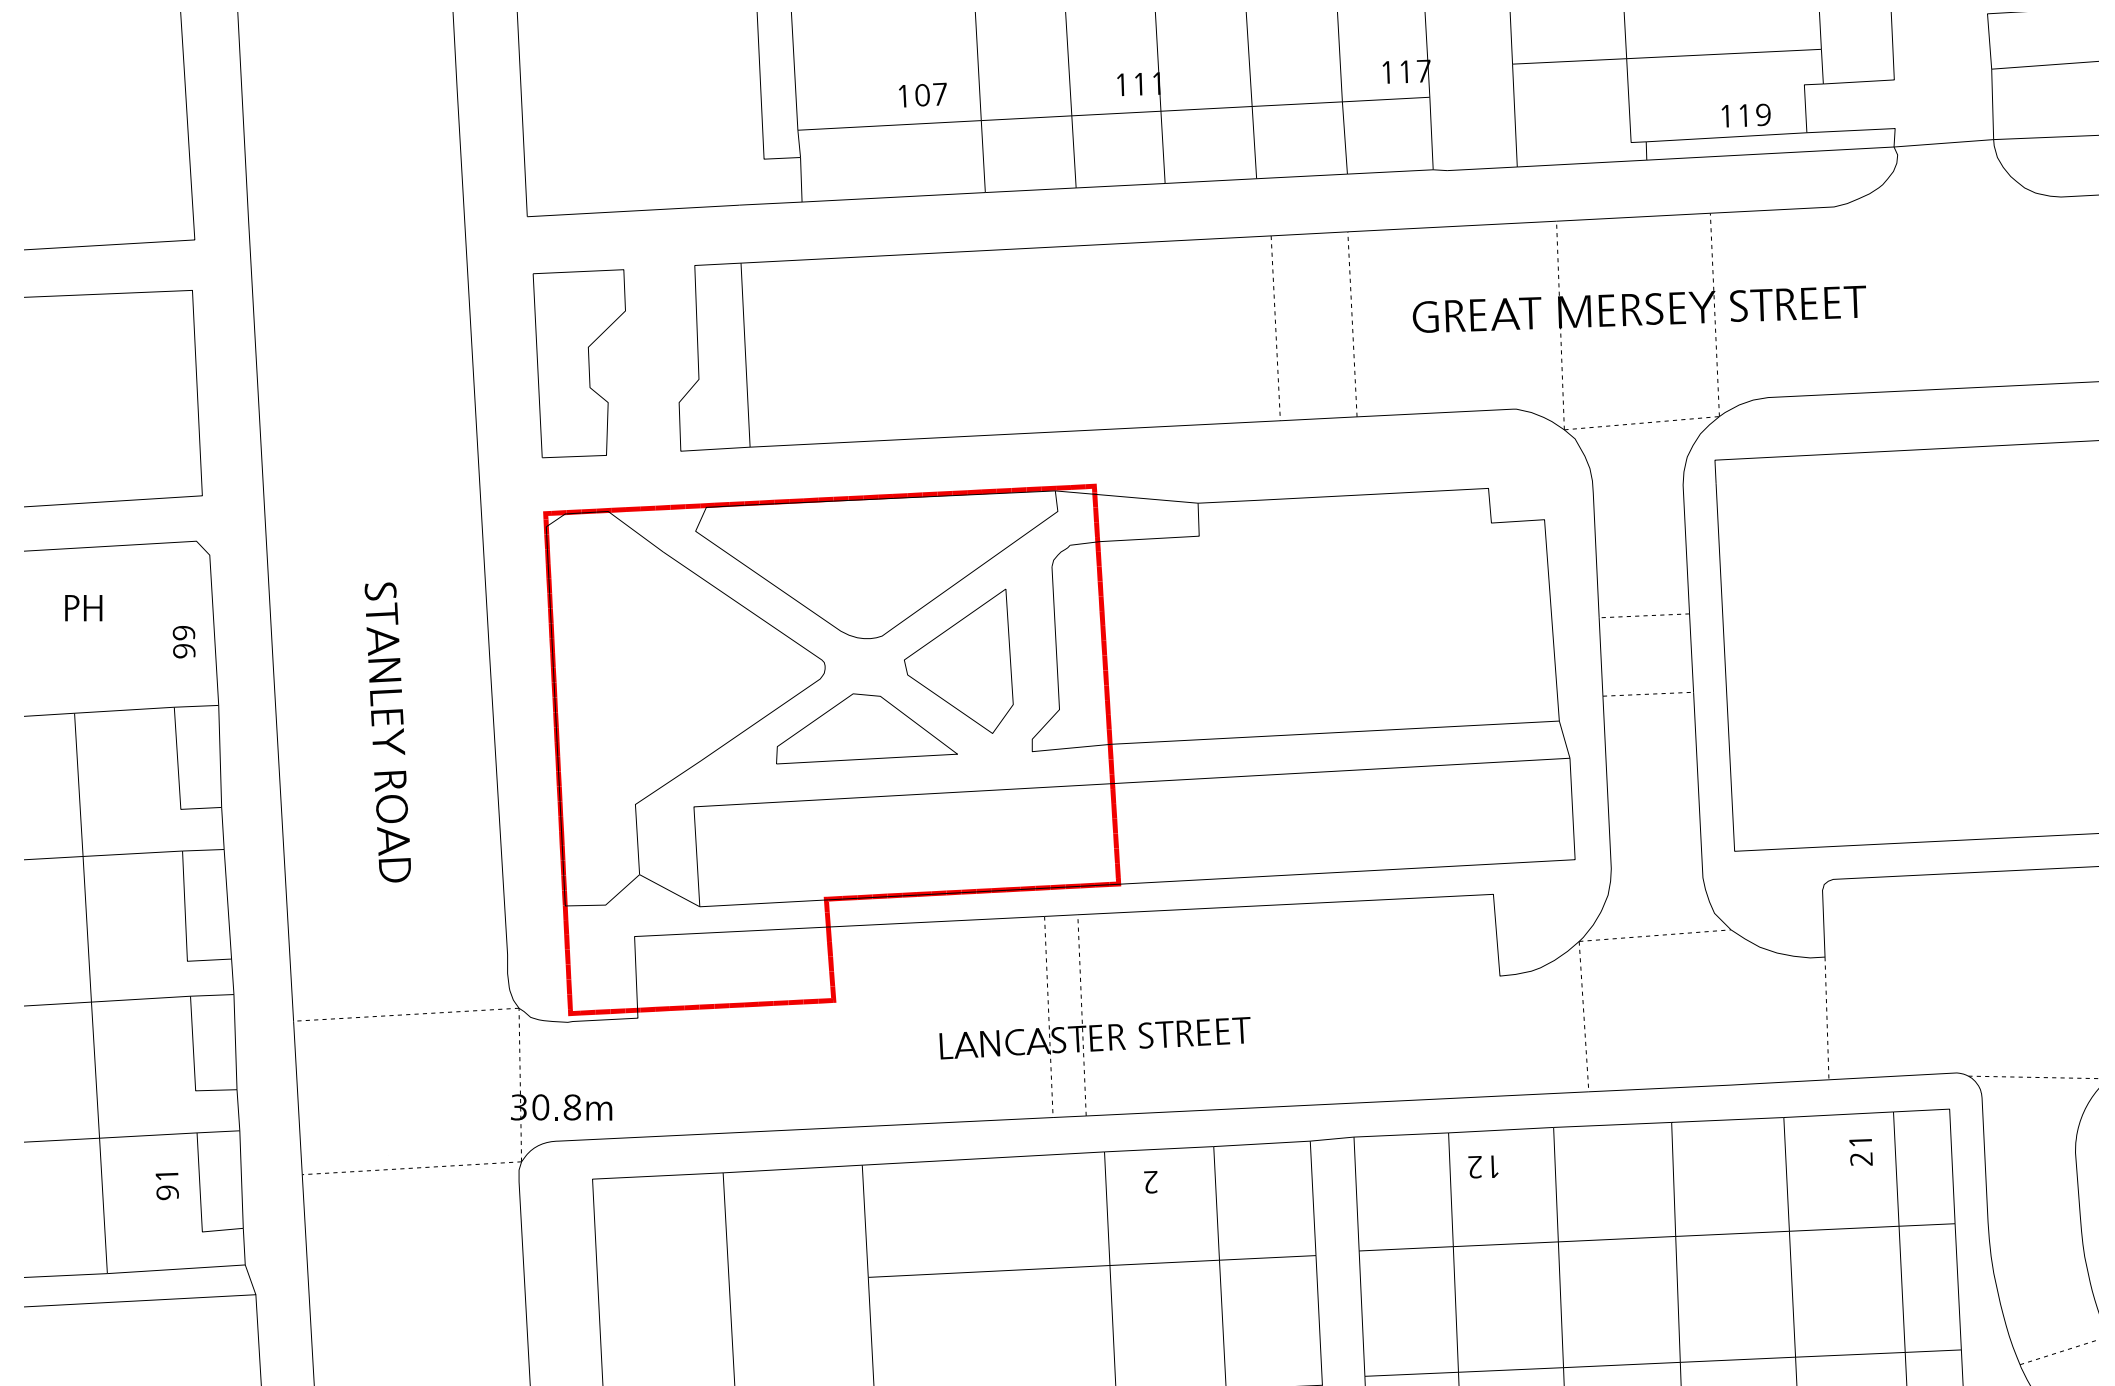 107
111
117
119
GREAT MERSEY STREET
PH
99
STANLEY ROAD
LANCASTER STREET
30.8m
91
2
12
21